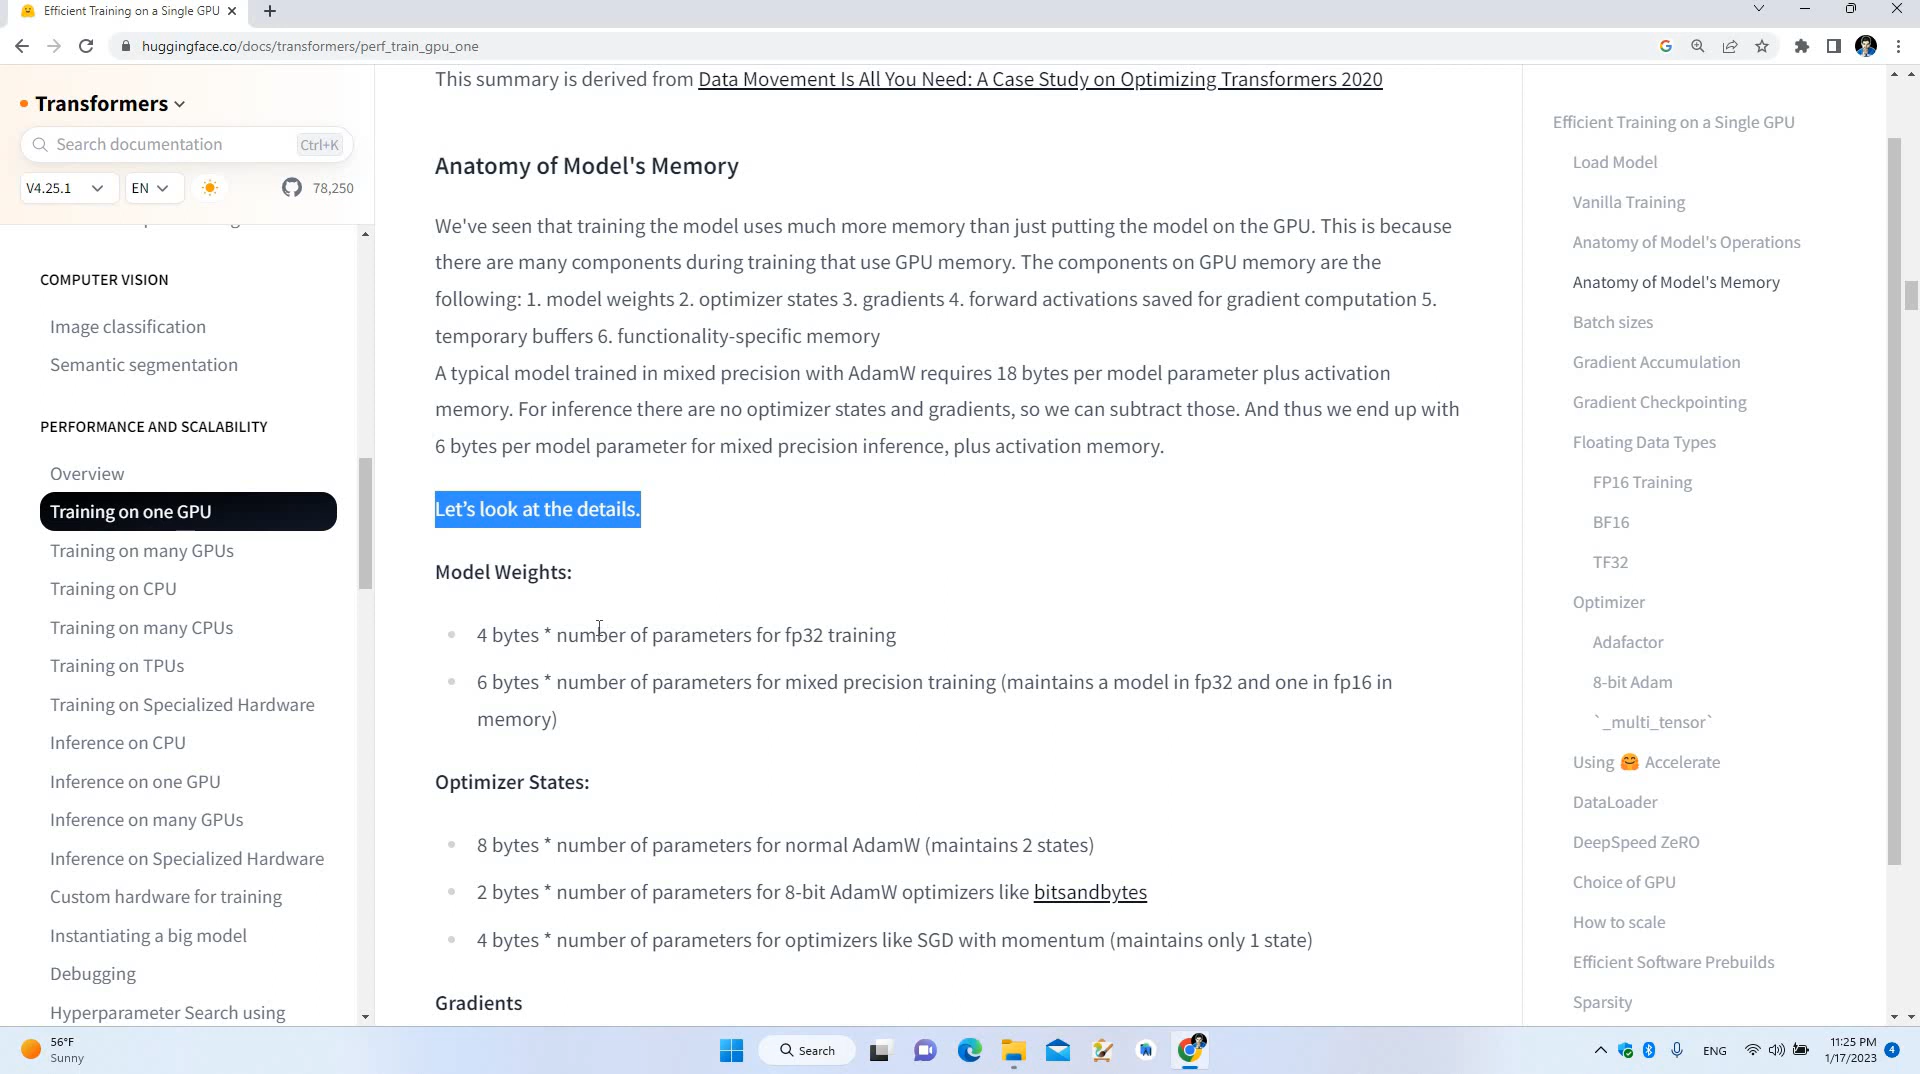 Efficient Training on a Single GPU
huggingface.co/docs/transformers/perf_train_gpu_one
Transformers
Search documentation
Ctrl+K
V4.25.1
EN
78,250
COMPUTER VISION
Image classification
Semantic segmentation
PERFORMANCE AND SCALABILITY
Overview
Training on one GPU
Training on many GPUs
Training on CPU
Training on many CPUs
Training on TPUs
Training on Specialized Hardware
Inference on CPU
Inference on one GPU
Inference on many GPUs
Inference on Specialized Hardware
Custom hardware for training
Instantiating a big model
Debugging
Hyperparameter Search using
This summary is derived from Data Movement Is All You Need: A Case Study on Optimizing Transformers 2020
Anatomy of Model's Memory
We've seen that training the model uses much more memory than just putting the model on the GPU. This is because
there are many components during training that use GPU memory. The components on GPU memory are the
following: 1. model weights 2. optimizer states 3. gradients 4. forward activations saved for gradient computation 5.
temporary buffers 6. functionality-specific memory
A typical model trained in mixed precision with AdamW requires 18 bytes per model parameter plus activation
memory. For inference there are no optimizer states and gradients, so we can subtract those. And thus we end up with
6 bytes per model parameter for mixed precision inference, plus activation memory.
Let’s look at the details.
Model Weights:
4 bytes * number of parameters for fp32 training
6 bytes * number of parameters for mixed precision training (maintains a model in fp32 and one in fp16 in
memory)
Optimizer States:
8 bytes * number of parameters for normal AdamW (maintains 2 states)
2 bytes * number of parameters for 8-bit AdamW optimizers like bitsandbytes
4 bytes * number of parameters for optimizers like SGD with momentum (maintains only 1 state)
Gradients
Efficient Training on a Single GPU
Load Model
Vanilla Training
Anatomy of Model's Operations
Anatomy of Model's Memory
Batch sizes
Gradient Accumulation
Gradient Checkpointing
Floating Data Types
FP16 Training
BF16
TF32
Optimizer
Adafactor
8-bit Adam
`_multi_tensor`
Using 🤗 Accelerate
DataLoader
DeepSpeed ZeRO
Choice of GPU
How to scale
Efficient Software Prebuilds
Sparsity
56°F
Sunny
Search
ENG
11:25 PM
1/17/2023
4